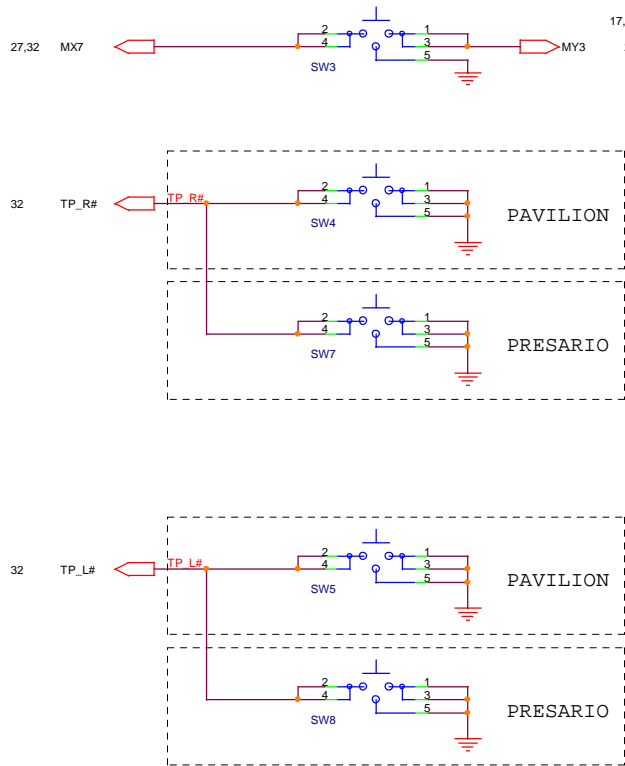 17,
2 1
27,32 MX7 4 3 MY3
5
SW3
2 1
32 TP_R# TP_R# 4 3
5 PAVILION
SW4
2 1
4 3
5 PRESARIO
SW7
2 1
32 TP_L# TP_L# 4 3
5 PAVILION
SW5
2 1
4 3
5 PRESARIO
SW8